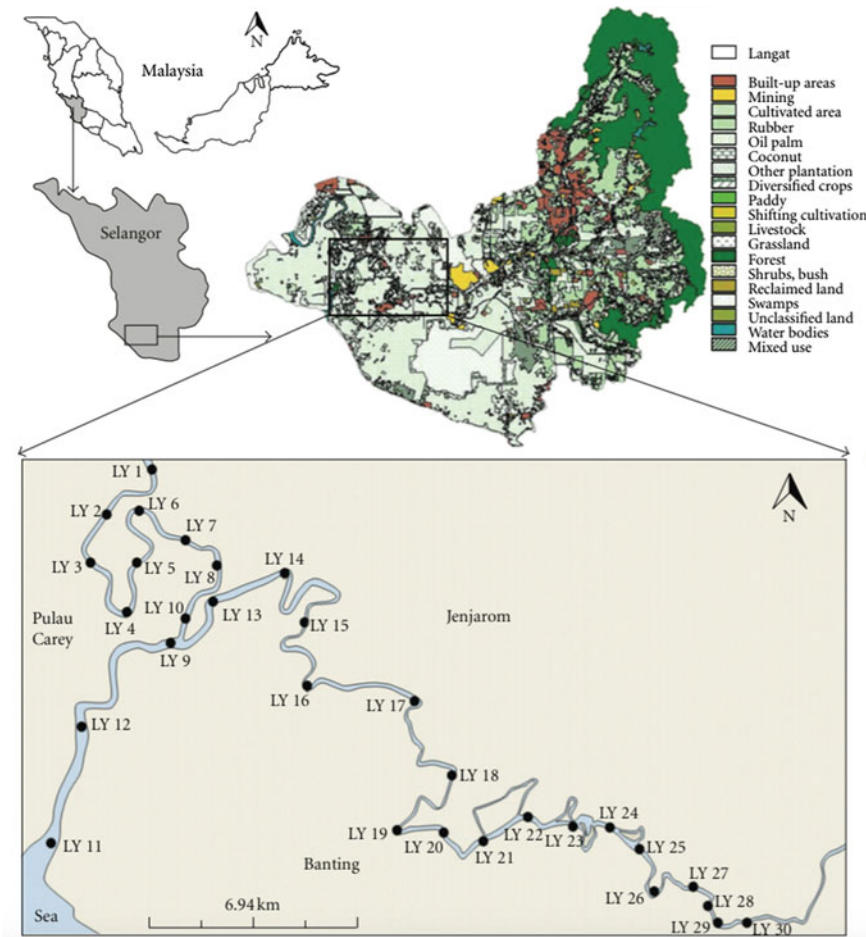 N
Malaysia
Selangor
Langat
Built-up areas
Mining
Cultivated area
Rubber
Oil palm
Coconut
Other plantation
Diversified crops
Paddy
Shifting cultivation
Livestock
Grassland
Forest
Shrubs, bush
Reclaimed land
Swamps
Unclassified land
Water bodies
Mixed use
LY 1
LY 2
LY 6
N
LY 7
LY 3
LY 5
LY 8
LY 14
LY 4
LY 10
LY 13
Pulau
Carey
LY 15
Jenjarom
LY 9
LY 16
LY 17
LY 12
LY 18
LY 19
LY 20
LY 21
LY 22
LY 23
LY 24
LY 11
LY 25
Banting
LY 26
LY 27
6.94 km
LY 28
Sea
LY 29
LY 30